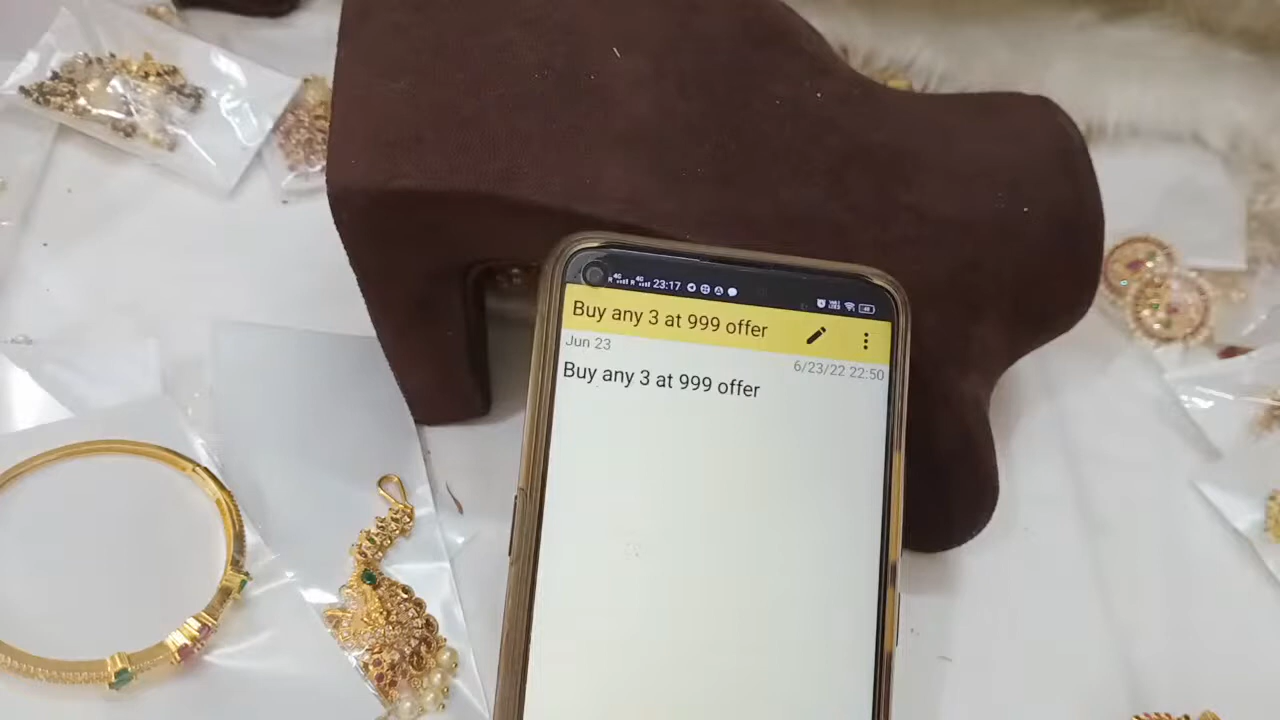 23:17
Buy any 3 at 999 offer
Jun 23
6/23/22 22:50
Buy any 3 at 999 offer